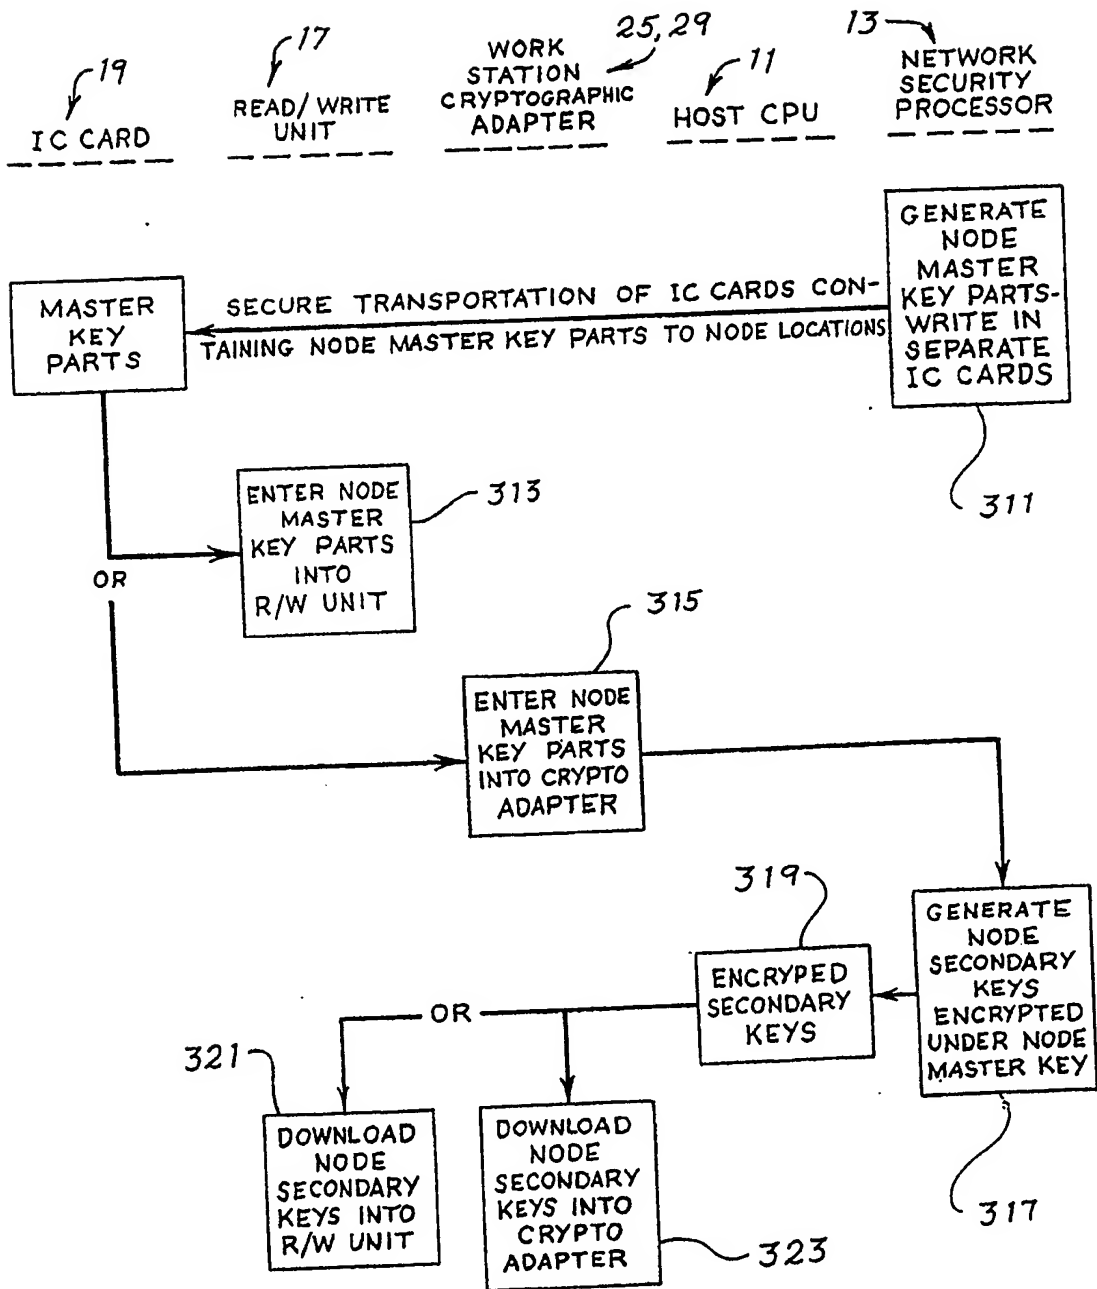 19
IC CARD
17
READ/WRITE
UNIT
25,29
WORK
STATION
CRYPTOGRAPHIC
ADAPTER
11
HOST CPU
13
NETWORK
SECURITY
PROCESSOR
GENERATE
NODE
MASTER
KEY PARTS-
WRITE IN
SEPARATE
IC CARDS
311
SECURE TRANSPORTATION OF IC CARDS CON-
TAINING NODE MASTER KEY PARTS TO NODE LOCATIONS
MASTER
KEY
PARTS
OR
ENTER NODE
MASTER
KEY PARTS
INTO
R/W UNIT
313
315
ENTER NODE
MASTER
KEY PARTS
INTO CRYPTO
ADAPTER
GENERATE
NODE
SECONDARY
KEYS
ENCRYPTED
UNDER NODE
MASTER KEY
317
319
ENCRYPED
SECONDARY
KEYS
OR
321
DOWNLOAD
NODE
SECONDARY
KEYS INTO
R/W UNIT
DOWNLOAD
NODE
SECONDARY
KEYS INTO
CRYPTO
ADAPTER
323